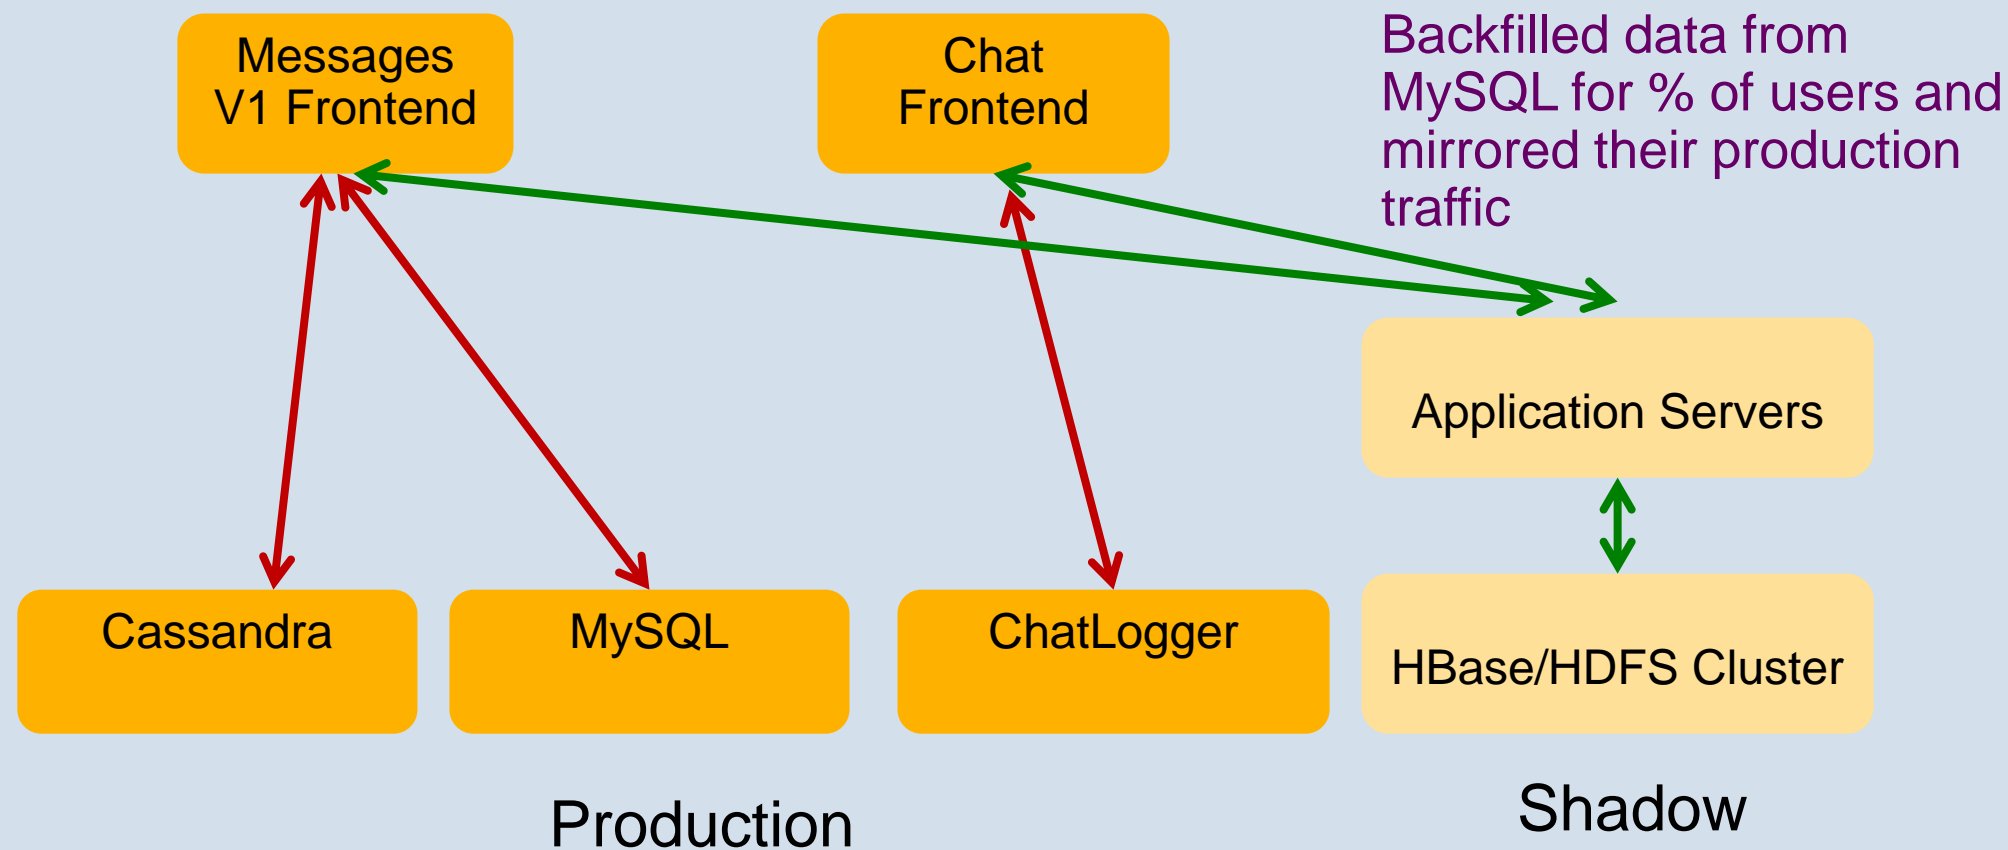 Messages
V1 Frontend
Chat
Frontend
Backfilled data from
MySQL for % of users and
mirrored their production
traffic
Application Servers
Cassandra
MySQL
ChatLogger
HBase/HDFS Cluster
Production
Shadow